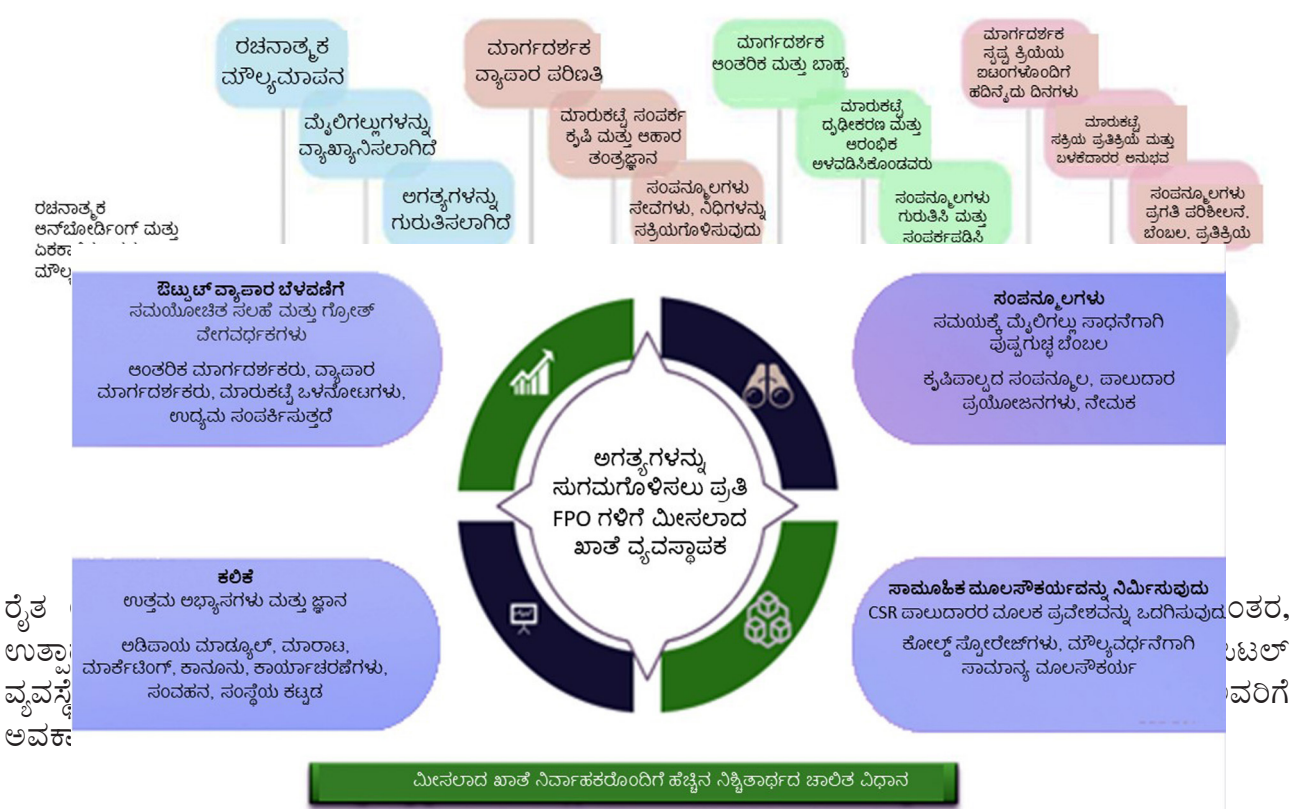 ರಚನಾತ್ಮಕ
ಮೌಲ್ಯಮಾಪನ
ಮೈಲಿಗಲ್ಲುಗಳನ್ನು
ವ್ಯಾಖ್ಯಾನಿಸಲಾಗಿದೆ
ಅಗತ್ಯಗಳನ್ನು
ಗುರುತಿಸಲಾಗಿದೆ
ಮಾರ್ಗದರ್ಶಕ
ವ್ಯಾಪಾರ ಪರಿಣತಿ
ಮಾರುಕಟ್ಟೆ ಸಂಪರ್ಕ
ಕೃಷಿ ಮತ್ತು ಆಹಾರ
ತಂತ್ರಜ್ಞಾನ
ಸಂಪನ್ಮೂಲಗಳು
ಸೇವೆಗಳು, ನಿಧಿಗಳನ್ನು
ಸಕ್ರಿಯಗೊಳಿಸುವುದು
ಮಾರ್ಗದರ್ಶಕ
ಆಂತರಿಕ ಮತ್ತು ಬಾಹ್ಯ
ಮಾರುಕಟ್ಟೆ
ದೃಢೀಕರಣ ಮತ್ತು
ಆರಂಭಿಕ
ಅಳವಡಿಸಿಕೊಂಡವರು
ಸಂಪನ್ಮೂಲಗಳು
ಗುರುತಿಸಿ ಮತ್ತು
ಸಂಪರ್ಕಪಡಿಸಿ
ಮಾರ್ಗದರ್ಶಕ
ಸ್ಪಷ್ಟ ಕ್ರಿಯೆಯ
ಐಟಂಗಳೊಂದಿಗೆ
ಹದಿನೈದು ದಿನಗಳು
ಮಾರುಕಟ್ಟೆ
ಸಕ್ರಿಯ ಪ್ರತಿಕ್ರಿಯೆ ಮತ್ತು
ಬಳಕೆದಾರರ ಅನುಭವ
ಸಂಪನ್ಮೂಲಗಳು
ಪ್ರಗತಿ ಪರಿಶೀಲನೆ,
ಬೆಂಬಲ, ಪ್ರತಿಕ್ರಿಯೆ
ರಚನಾತ್ಮಕ
ಆನ್‌ಬೋರ್ಡಿಂಗ್ ಮತ್ತು
ಔಟ್ಪುಟ್ ವ್ಯಾಪಾರ ಬೆಳವಣಿಗೆ
ಸಮಯೋಚಿತ ಸಲಹೆ ಮತ್ತು ಗ್ರೋತ್
ವೇಗವರ್ಧಕಗಳು
ಆಂತರಿಕ ಮಾರ್ಗದರ್ಶಕರು, ವ್ಯಾಪಾರ
ಮಾರ್ಗದರ್ಶಕರು, ಮಾರುಕಟ್ಟೆ ಒಳನೋಟಗಳು,
ಉದ್ಯಮ ಸಂಪರ್ಕಿಸುತ್ತದೆ
ಸಂಪನ್ಮೂಲಗಳು
ಸಮಯಕ್ಕೆ ಮೈಲಿಗಲ್ಲು ಸಾಧನೆಗಾಗಿ
ಪುಷ್ಪಗುಚ್ಛ ಬೆಂಬಲ
ಕೃಷಿಪಾಲ್ಪದ ಸಂಪನ್ಮೂಲ, ಪಾಲುದಾರ
ಪ್ರಯೋಜನಗಳು, ನೇಮಕ
ಅಗತ್ಯಗಳನ್ನು
ಸುಗಮಗೊಳಿಸಲು ಪ್ರತಿ
FPO ಗಳಿಗೆ ಮೀಸಲಾದ
ಖಾತೆ ವ್ಯವಸ್ಥಾಪಕ
ಕಲಿಕೆ
ಉತ್ತಮ ಅಭ್ಯಾಸಗಳು ಮತ್ತು ಜ್ಞಾನ
ಅಡಿಪಾಯ ಮಾಡ್ಯೂಲ್, ಮಾರಾಟ,
ಮಾರ್ಕೆಟಿಂಗ್, ಕಾನೂನು, ಕಾರ್ಯಾಚರಣೆಗಳು,
ಸಂವಹನ, ಸಂಸ್ಥೆಯ ಕಟ್ಟಡ
ಸಾಮೂಹಿಕ ಮೂಲಸೌಕರ್ಯವನ್ನು ನಿರ್ಮಿಸುವುದು
CSR ಪಾಲುದಾರರ ಮೂಲಕ ಪ್ರವೇಶವನ್ನು ಒದಗಿಸುವುದು
ಕೋಲ್ಡ್ ಸ್ಟೋರೇಜ್‌ಗಳು, ಮೌಲ್ಯವರ್ಧನೆಗಾಗಿ
ಸಾಮಾನ್ಯ ಮೂಲಸೌಕರ್ಯ
ರೈತ
ಮೀಸಲಾದ ಖಾತೆ ನಿರ್ವಾಹಕರೊಂದಿಗೆ ಹೆಚ್ಚಿನ ನಿಶ್ಚಿತಾರ್ಥದ ಚಾಲಿತ ವಿಧಾನ